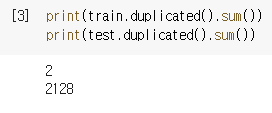 [3] print(train.duplicated().sum())
print(test.duplicated().sum())
2
2128